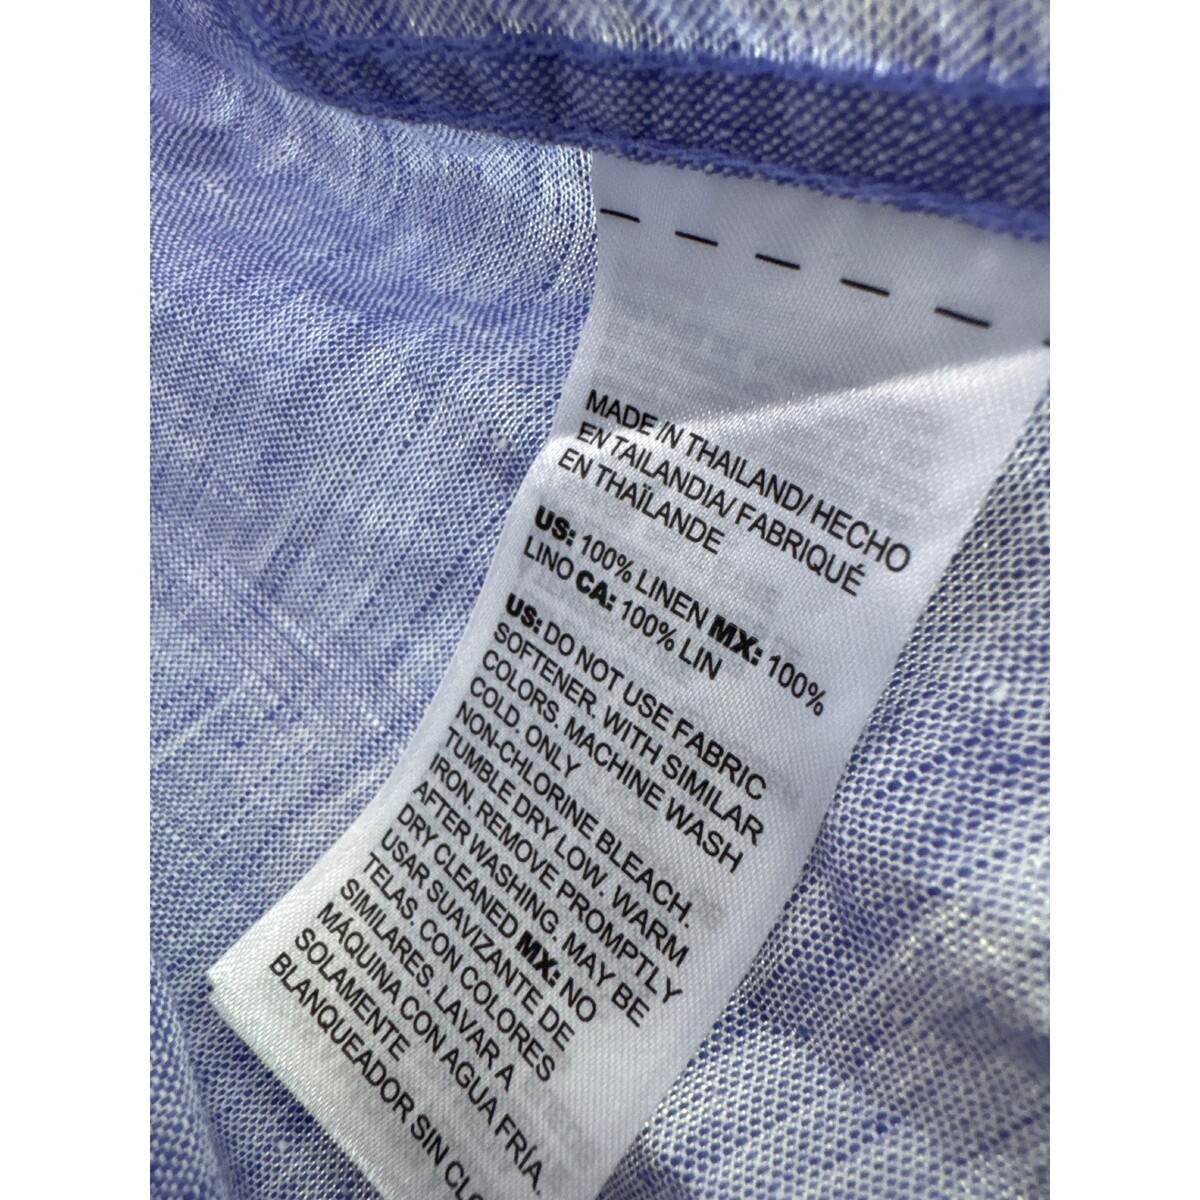 MADE IN THAILAND/ HECHO
EN TAILANDIA/ FABRIQUÉ
EN THAÏLANDE
US: 100% LINEN MX: 100%
LINO CA: 100% LIN
US: DO NOT USE FABRIC
SOFTENER. WITH SIMILAR
COLORS. MACHINE WASH
COLD. ONLY
NON-CHLORINE BLEACH.
TUMBLE DRY LOW. WARM
IRON. REMOVE PROMPTLY
AFTER WASHING. MAY BE
DRY CLEANED MX: NO
USAR SUAVIZANTE DE
TELAS. CON COLORES
SIMILARES. LAVAR A
MÁQUINA CON AGUA FRÍA.
SOLAMENTE
BLANQUEADOR SIN CLO